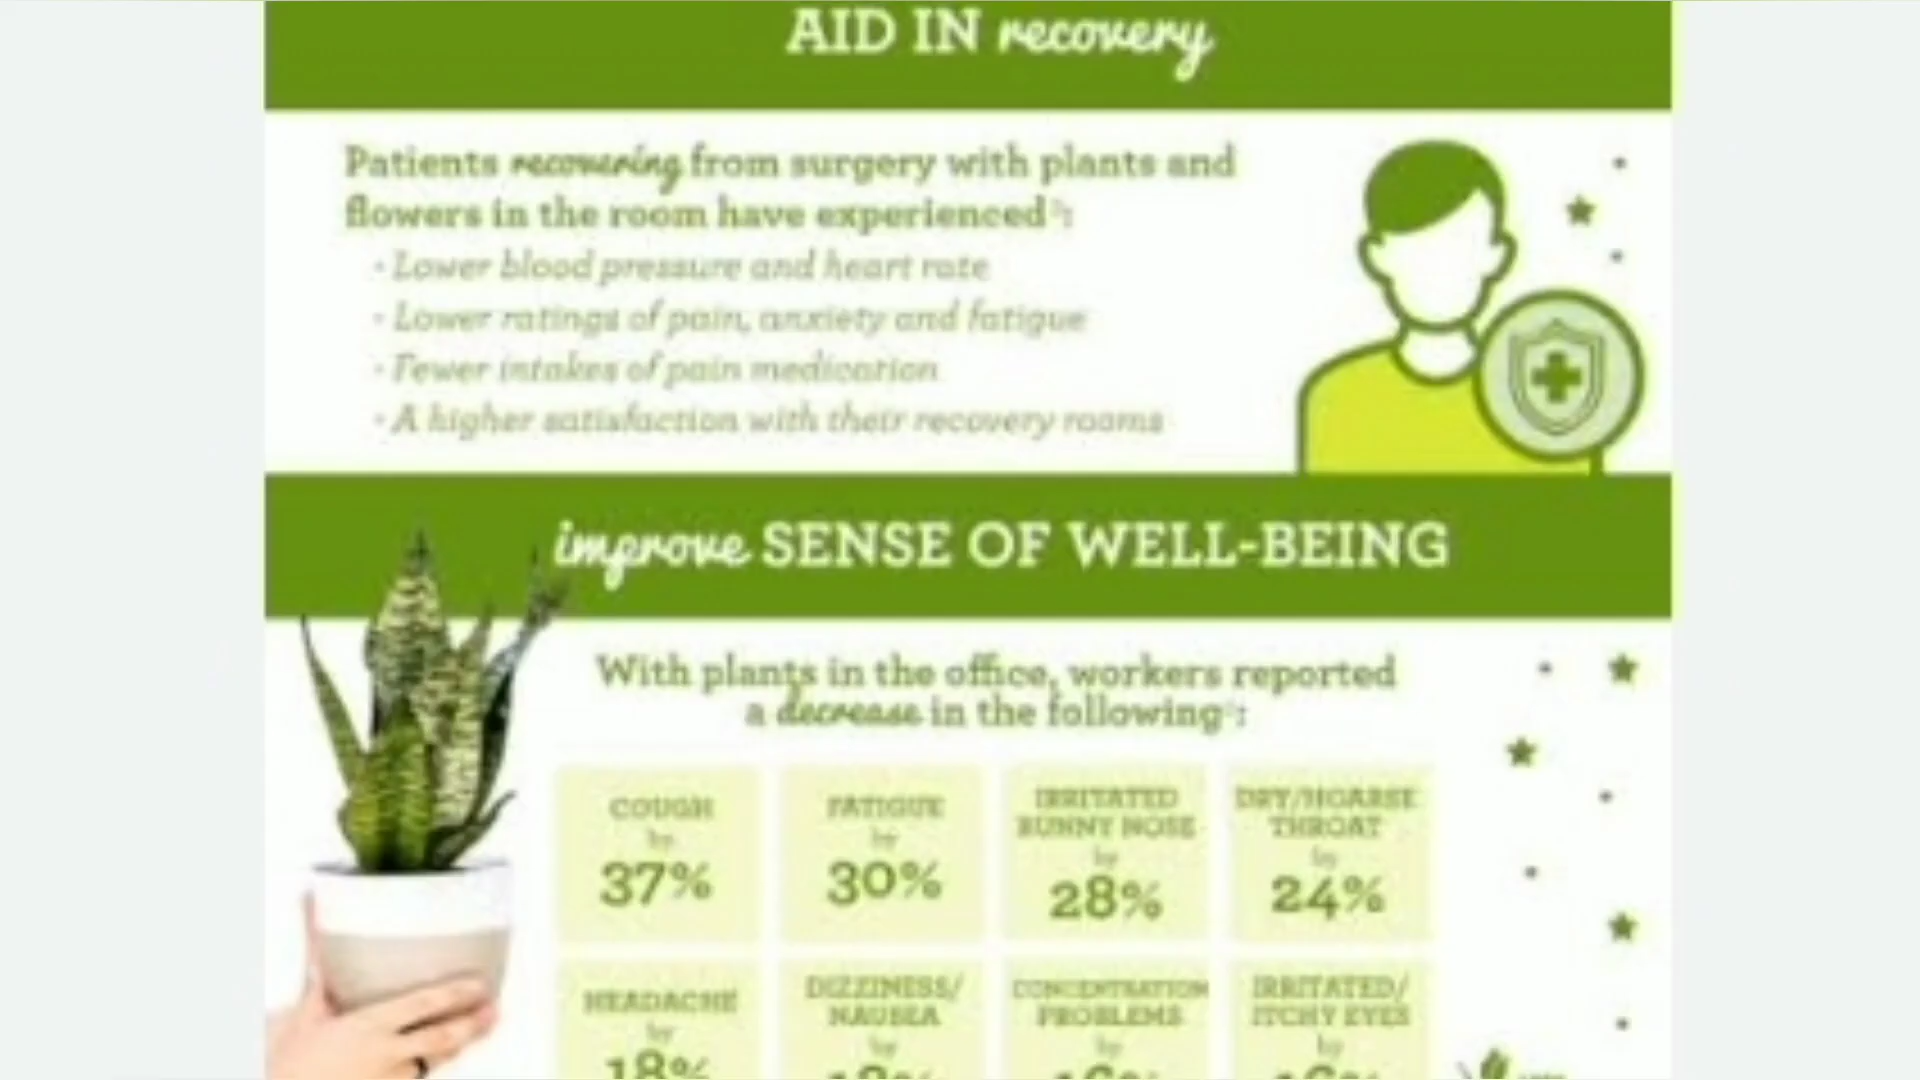 AID IN recovery
Patients recovering from surgery with plants and
flowers in the room have experienced:
· Lower blood pressure and heart rate
· Lower ratings of pain, anxiety and fatigue
· Fewer intakes of pain medication
· A higher satisfaction with their recovery rooms
improve SENSE OF WELL-BEING
With plants in the office, workers reported
a decrease in the following:
COUGH
by
37%
FATIGUE
by
30%
IRRITATED
RUNNY NOSE
by
28%
DRY/HOARSE
THROAT
by
24%
HEADACHE
by
18%
DIZZINESS/
NAUSEA
by
CONCENTRATION
PROBLEMS
by
IRRITATED/
ITCHY EYES
by